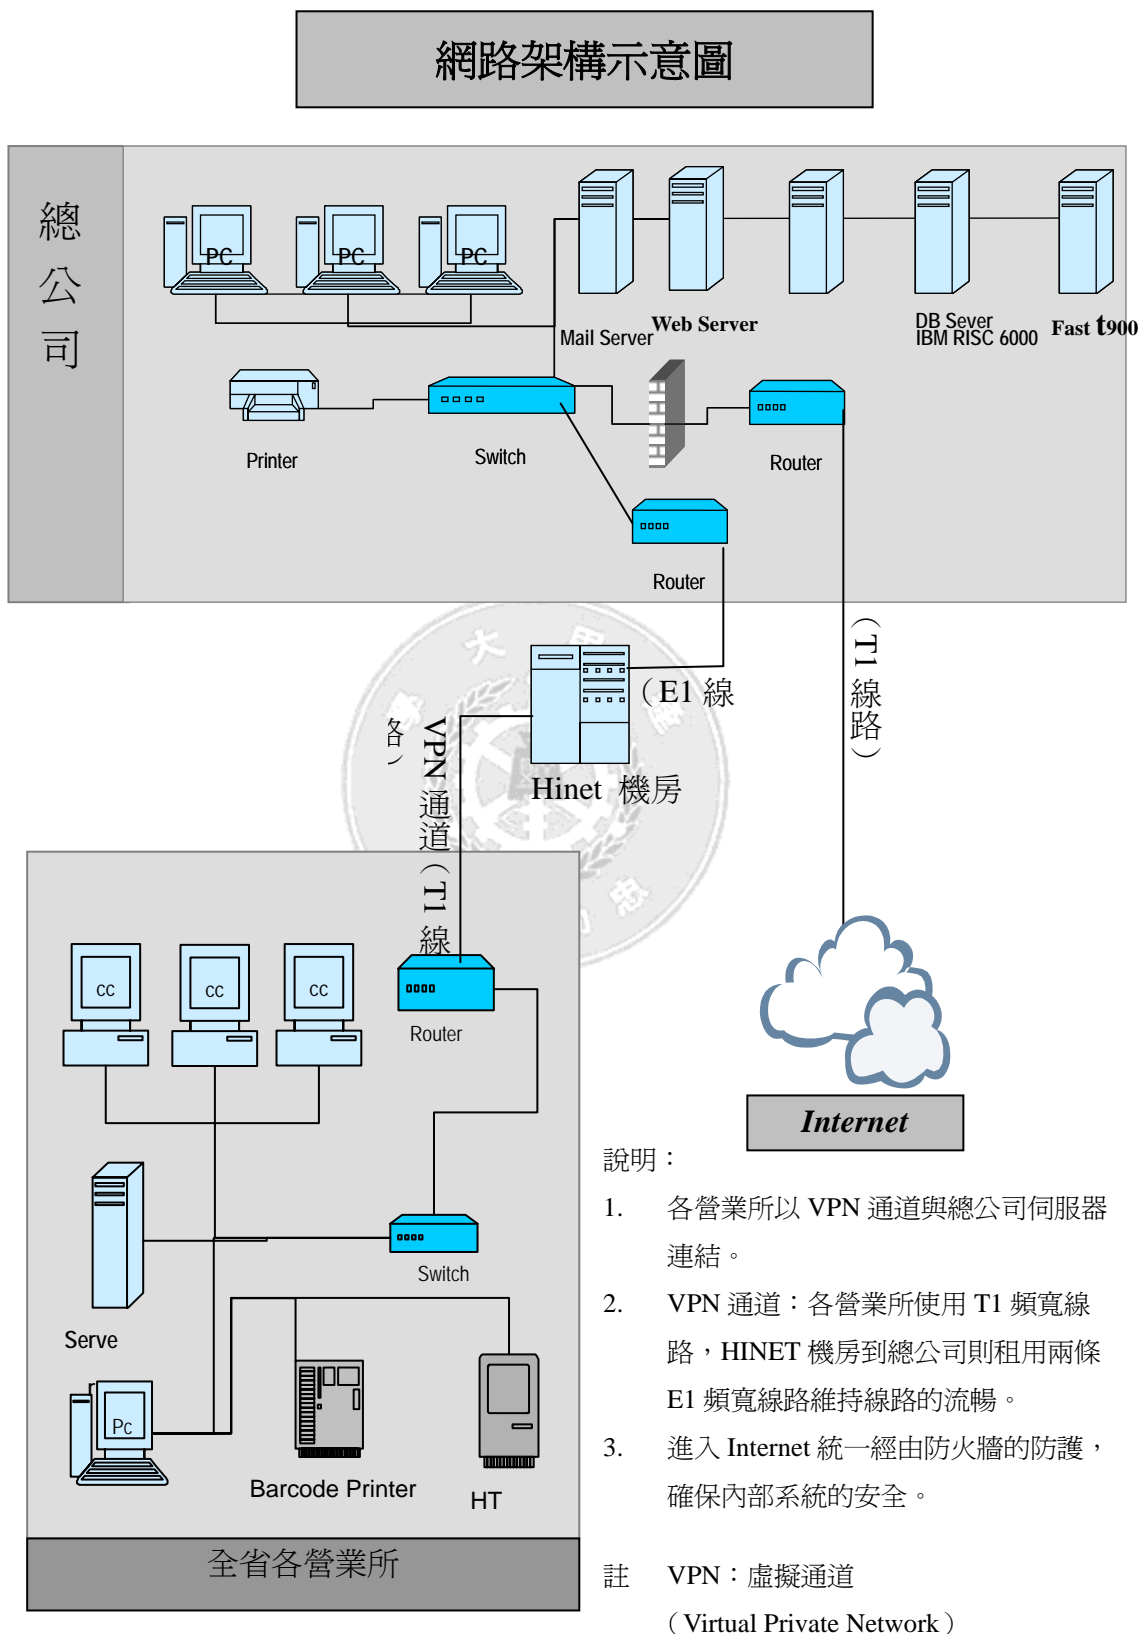 網路架構示意圖
總公司
PC
PC
PC
Mail Server
Web Server
DB Sever
IBM RISC 6000
Fast t900
Printer
Switch
Router
Router
(T1 線路)
(E1 線
路)
VPN 通道(T1 線
Hinet 機房
cc
cc
cc
Router
Switch
Serve
Pc
Barcode Printer
HT
全省各營業所
Internet
說明：
1. 各營業所以 VPN 通道與總公司伺服器
連結。
2. VPN 通道：各營業所使用 T1 頻寬線
路，HINET 機房到總公司則租用兩條
E1 頻寬線路維持線路的流暢。
3. 進入 Internet 統一經由防火牆的防護，
確保內部系統的安全。
註 VPN：虛擬通道
（Virtual Private Network）